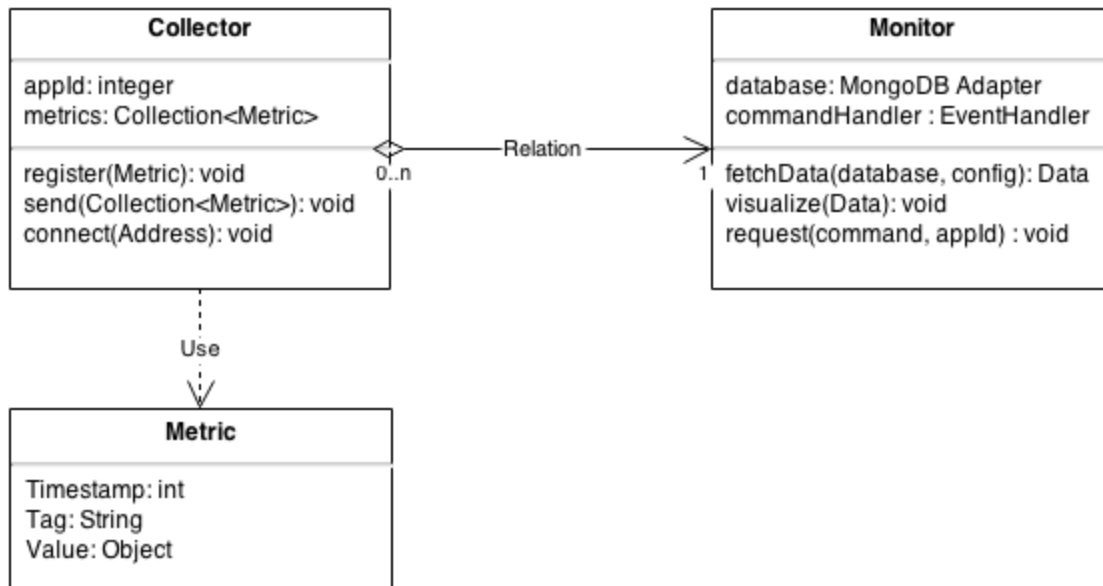 Collector
appId: integer
metrics: Collection<Metric>
register(Metric): void
send(Collection<Metric>): void
connect(Address): void
Relation
0..n
1
Monitor
database: MongoDB Adapter
commandHandler : EventHandler
fetchData(database, config): Data
visualize(Data): void
request(command, appId) : void
Use
Metric
Timestamp: int
Tag: String
Value: Object